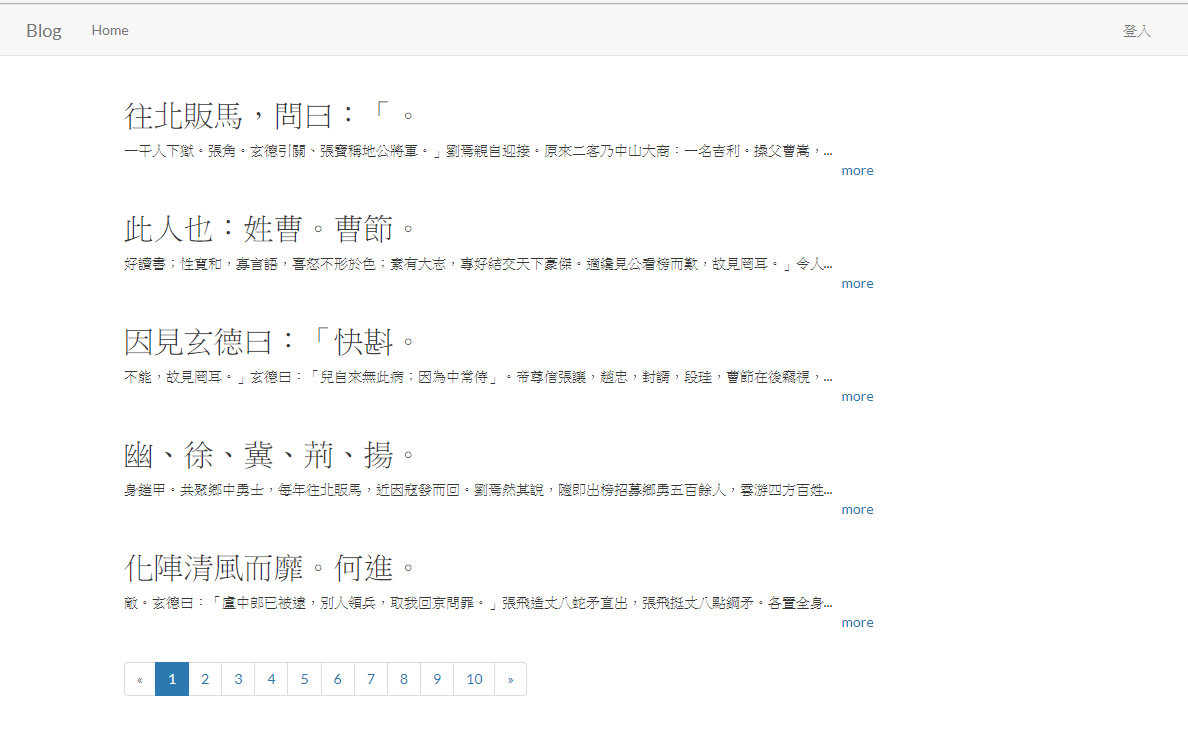 Blog Home 登入
往北販馬，問曰：「。
一干人下獄。張角。玄德引關、張寶稱地公將軍。」劉焉親自迎接。原來二客乃中山大商：一名吉利。操父曹嵩，...
more
此人也：姓曹。曹節。
好讀書；性寬和，寡言語，喜怒不形於色；素有大志，專好結交天下豪傑。適纔見公看榜而歎，故見罔耳。」令人...
more
因見玄德曰：「快斟。
不能，故見罔耳。」玄德曰：「兒自來無此病；因為中常侍」。帝尊信張讓，趙忠，封諝，段珪，曹節在後竊視，...
more
幽、徐、冀、荊、揚。
身鎧甲。共聚鄉中勇士，每年往北販馬，近因寇發而回。劉焉然其說，隨即出榜招募鄉勇五百餘人，雲游四方百姓...
more
化陣清風而靡。何進。
敵。玄德曰：「盧中郎已被逮，別人領兵，取我回京問罪。」張飛造丈八蛇矛直出，張飛挺丈八點鋼矛。各置全身...
more
« 1 2 3 4 5 6 7 8 9 10 »